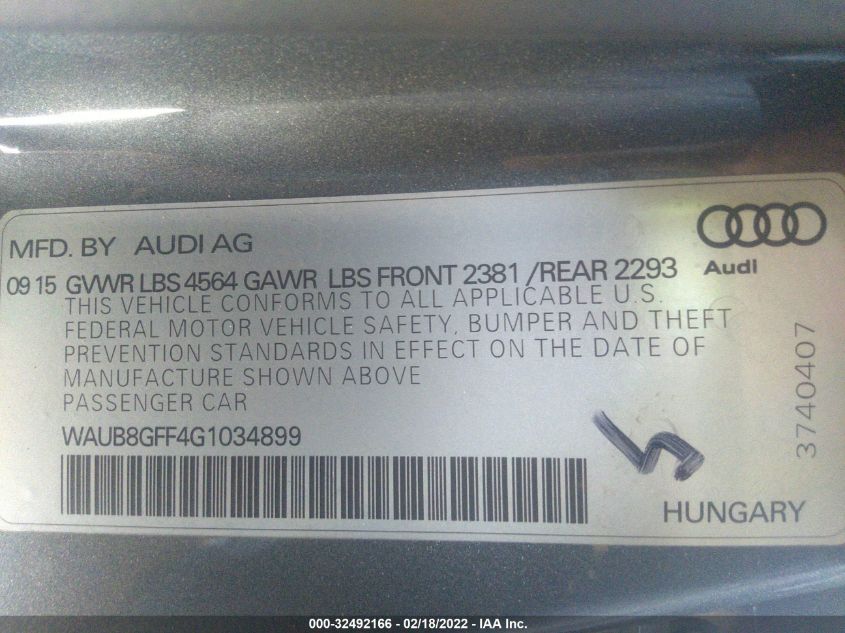 MFD. BY AUDI AG
Audi
09 15 GVWR LBS 4564 GAWR LBS FRONT 2381 /REAR 2293
THIS VEHICLE CONFORMS TO ALL APPLICABLE U.S.
FEDERAL MOTOR VEHICLE SAFETY, BUMPER AND THEFT
PREVENTION STANDARDS IN EFFECT ON THE DATE OF
MANUFACTURE SHOWN ABOVE
PASSENGER CAR
WAUB8GFF4G1034899
3740407
HUNGARY
000-32492166 - 02/18/2022 - IAA Inc.